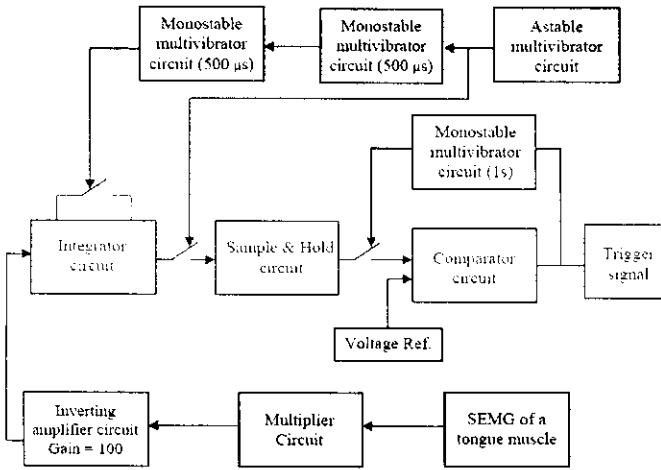 Monostable
multivibrator
circuit (500 µs)
Monostable
multivibrator
circuit (500 µs)
Astable
multivibrator
circuit
Monostable
multivibrator
circuit (1s)
Integrator
circuit
Sample & Hold
circuit
Comparator
circuit
Trigger
signal
Voltage Ref.
Inverting
amplifier circuit
Gain = 100
Multiplier
Circuit
SEMG of a
tongue muscle